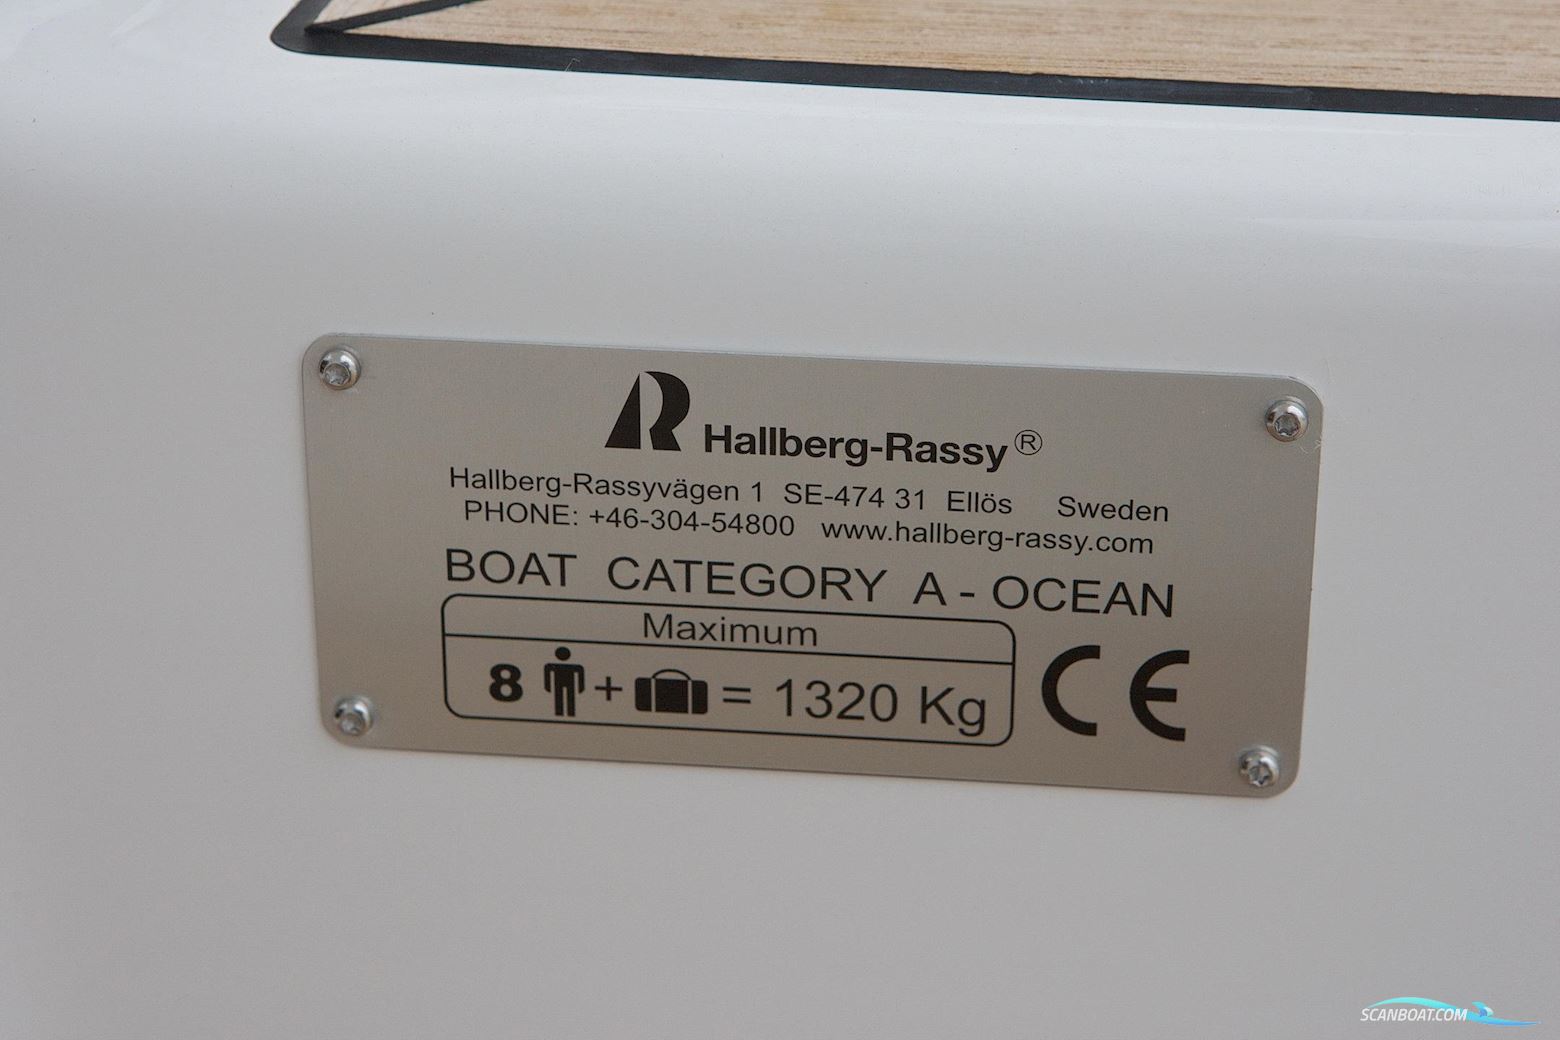 Hallberg-Rassy®
Hallberg-Rassyvägen 1 SE-474 31 Ellös Sweden
PHONE: +46-304-54800 www.hallberg-rassy.com
BOAT CATEGORY A - OCEAN
Maximum
8 + = 1320 Kg
CE
SCANBOAT.COM